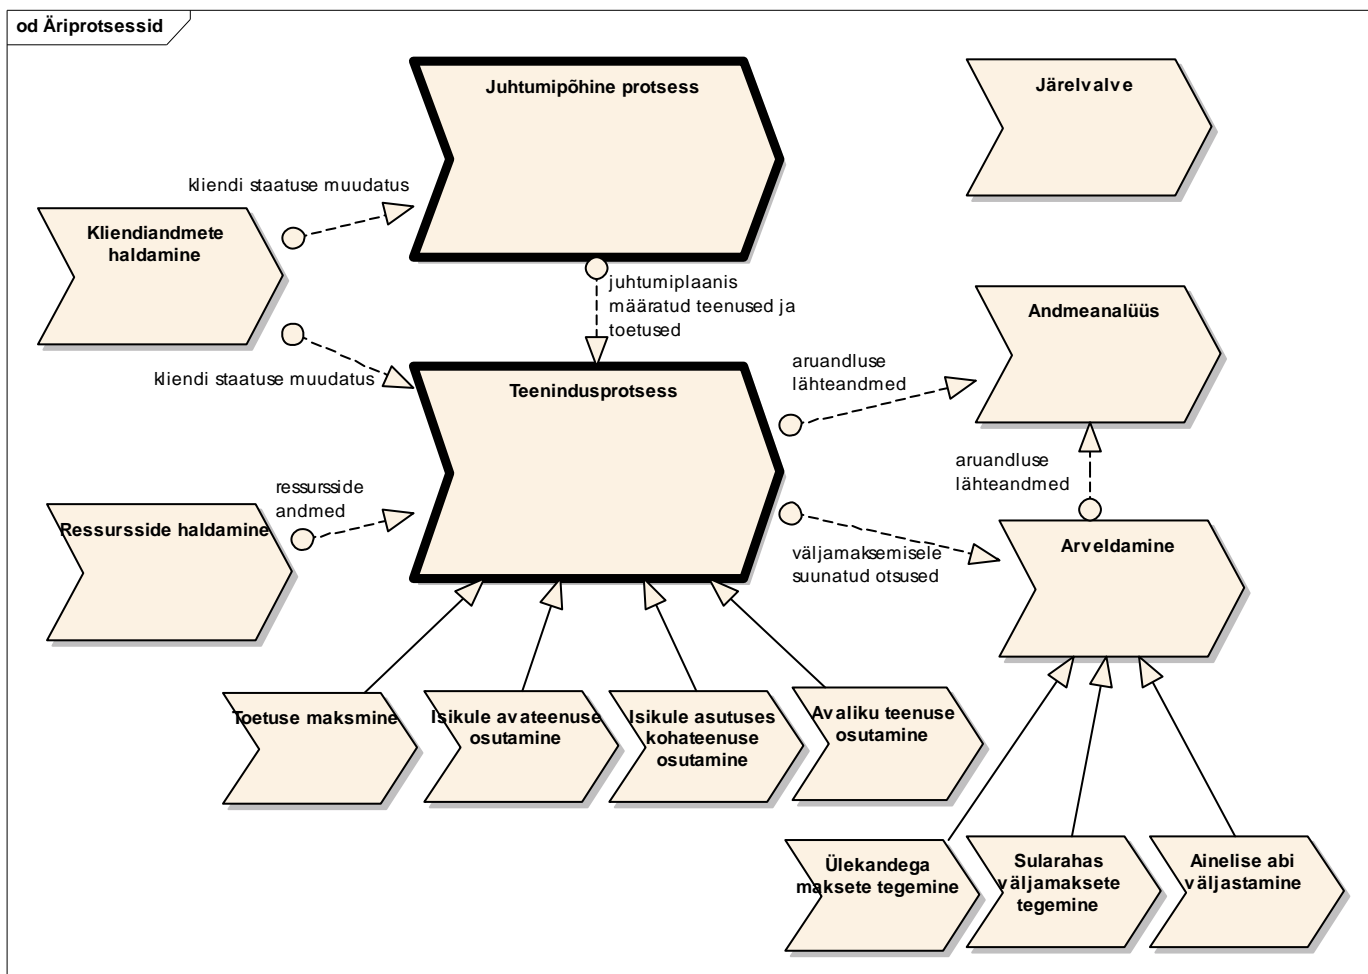 od Äriprotsessid
Juhtumipõhine protsess
Järelvalve
kliendi staatuse muudatus
Kliendiandmete
haldamine
juhtumiplaanis
määratud teenused ja
toetused
kliendi staatuse muudatus
Andmeanalüüs
aruandluse
lähteandmed
Teenindusprotsess
aruandluse
lähteandmed
ressursside
andmed
Ressursside haldamine
väljamaksemisele
suunatud otsused
Arveldamine
Toetuse maksmine
Isikule avateenuse
osutamine
Isikule asutuses
kohateenuse
osutamine
Avaliku teenuse
osutamine
Ülekandega
maksete tegemine
Sularahas
väljamaksete
tegemine
Ainelise abi
väljastamine